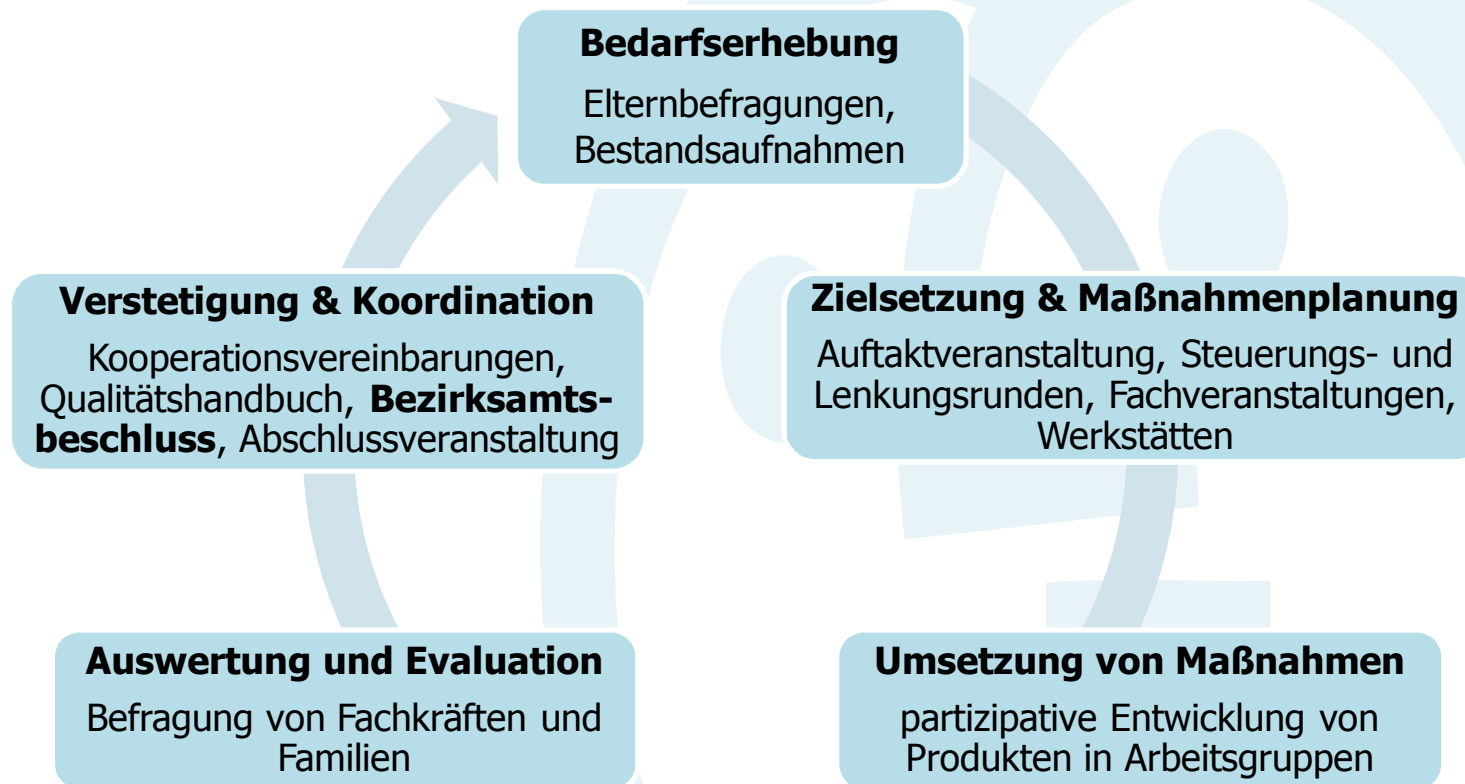 Bedarfserhebung
Elternbefragungen,
Bestandsaufnahmen
Zielsetzung & Maßnahmenplanung
Auftaktveranstaltung, Steuerungs- und
Lenkungsrunden, Fachveranstaltungen,
Werkstätten
Umsetzung von Maßnahmen
partizipative Entwicklung von
Produkten in Arbeitsgruppen
Auswertung und Evaluation
Befragung von Fachkräften und
Familien
Verstetigung & Koordination
Kooperationsvereinbarungen,
Qualitätshandbuch, Bezirksamts-
beschluss, Abschlussveranstaltung